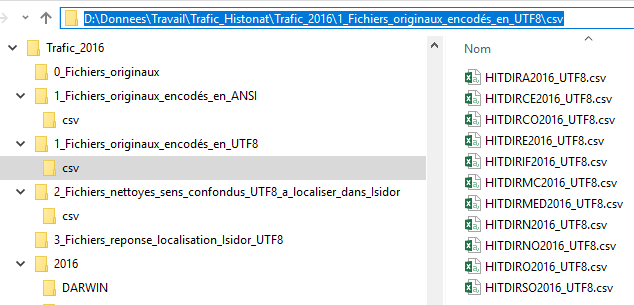 D:\Donnees\Travail\Trafic_Histonat\Trafic_2016\1_Fichiers_originaux_encodés_en_UTF8\csv
Trafic_2016
0_Fichiers_originaux
1_Fichiers_originaux_encodés_en_ANSI
csv
1_Fichiers_originaux_encodés_en_UTF8
csv
2_Fichiers_nettoyes_sens_confondus_UTF8_a_localiser_dans_Isidor
csv
3_Fichiers_reponse_localisation_Isidor_UTF8
2016
DARWIN
Nom
HITDIRA2016_UTF8.csv
HITDIRCE2016_UTF8.csv
HITDIRCO2016_UTF8.csv
HITDIRE2016_UTF8.csv
HITDIRIF2016_UTF8.csv
HITDIRMC2016_UTF8.csv
HITDIRMED2016_UTF8.csv
HITDIRN2016_UTF8.csv
HITDIRNO2016_UTF8.csv
HITDIRO2016_UTF8.csv
HITDIRSO2016_UTF8.csv